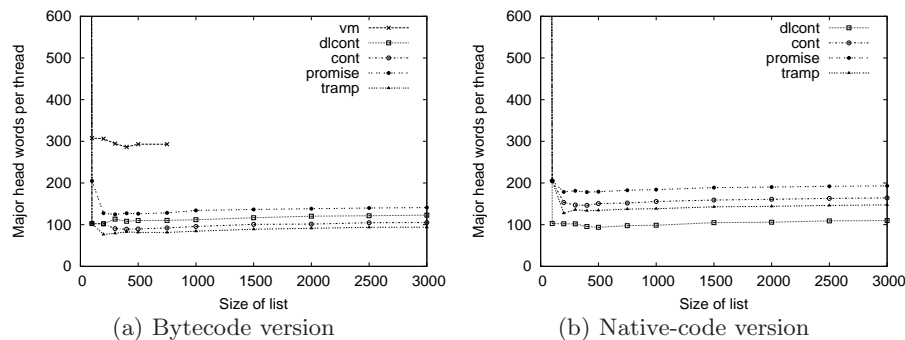 Major head words per thread
600
500
400
300
200
100
0
vm
dlcont
cont
promise
tramp
0 500 1000 1500 2000 2500 3000
Size of list
(a) Bytecode version
Major head words per thread
600
500
400
300
200
100
0
dlcont
cont
promise
tramp
0 500 1000 1500 2000 2500 3000
Size of list
(b) Native-code version